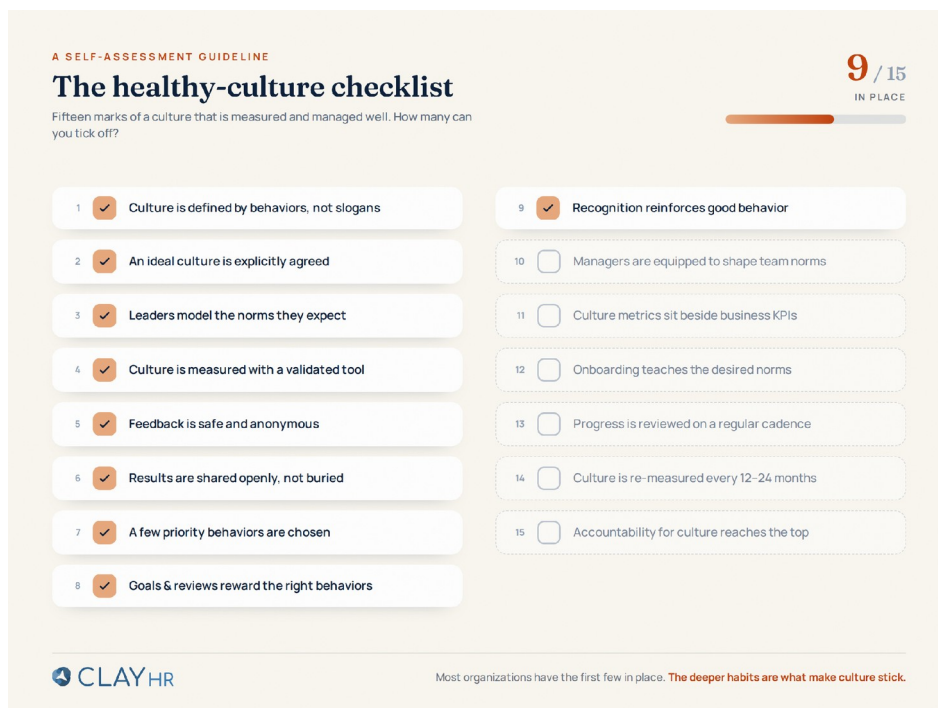 A SELF-ASSESSMENT GUIDELINE
The healthy-culture checklist
Fifteen marks of a culture that is measured and managed well. How many can
you tick off?
9 / 15
IN PLACE
1 Culture is defined by behaviors, not slogans
2 An ideal culture is explicitly agreed
3 Leaders model the norms they expect
4 Culture is measured with a validated tool
5 Feedback is safe and anonymous
6 Results are shared openly, not buried
7 A few priority behaviors are chosen
8 Goals & reviews reward the right behaviors
9 Recognition reinforces good behavior
10 Managers are equipped to shape team norms
11 Culture metrics sit beside business KPIs
12 Onboarding teaches the desired norms
13 Progress is reviewed on a regular cadence
14 Culture is re-measured every 12–24 months
15 Accountability for culture reaches the top
CLAYHR
Most organizations have the first few in place. The deeper habits are what make culture stick.